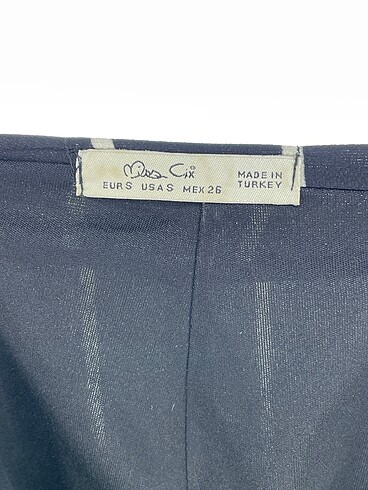 Miss Cix
EUR S USA S MEX 26
MADE IN
TURKEY